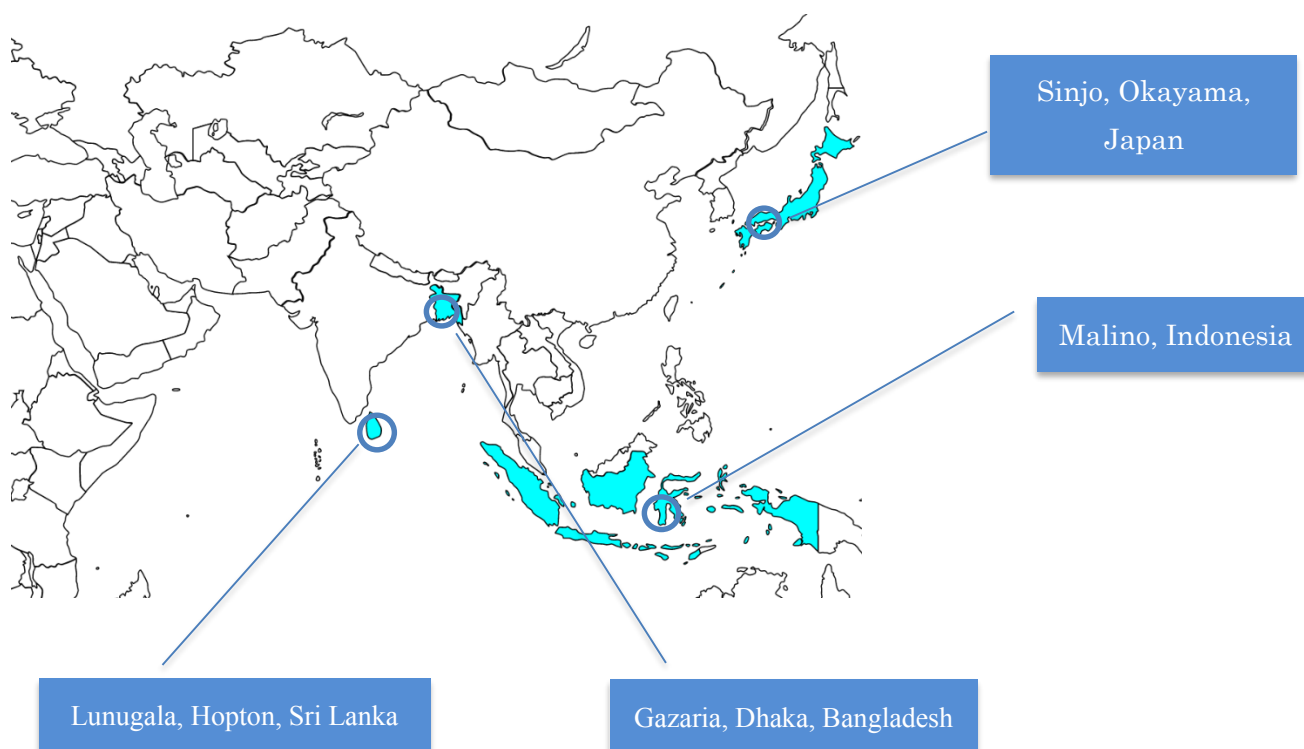 Sinjo, Okayama,
Japan
Malino, Indonesia
Lunugala, Hopton, Sri Lanka
Gazaria, Dhaka, Bangladesh